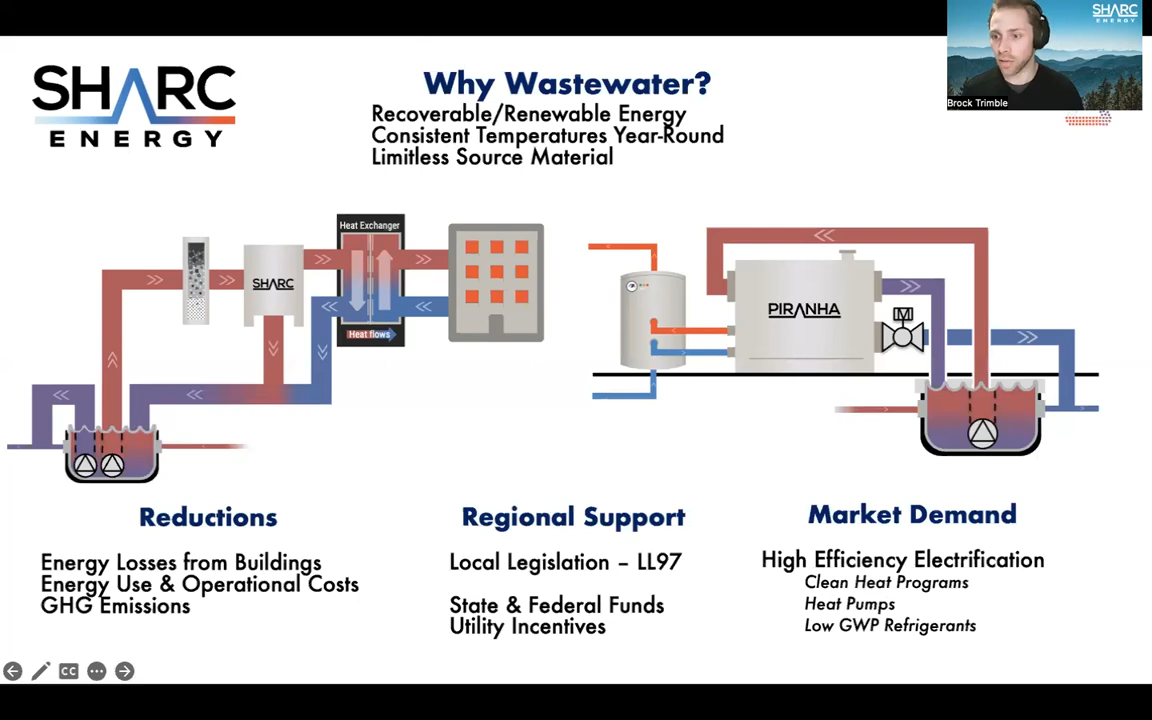 SHARC
ENERGY
Why Wastewater?
Recoverable/Renewable Energy
Consistent Temperatures Year-Round
Limitless Source Material
SHARC
ENERGY
Brock Trimble
Heat Exchanger
SHARC
Heat flows
PIRANHA
M
Reductions
Energy Losses from Buildings
Energy Use & Operational Costs
GHG Emissions
Regional Support
Local Legislation – LL97
State & Federal Funds
Utility Incentives
Market Demand
High Efficiency Electrification
Clean Heat Programs
Heat Pumps
Low GWP Refrigerants
CC